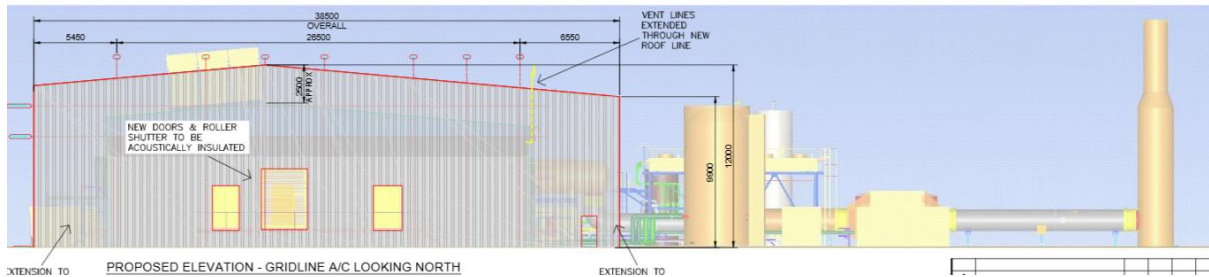 38500
OVERALL
5450
26500
6550
VENT LINES
EXTENDED
THROUGH NEW
ROOF LINE
2500
APPROX
NEW DOORS & ROLLER
SHUTTER TO BE
ACOUSTICALLY INSULATED
9900
12000
EXTENSION TO
PROPOSED ELEVATION - GRIDLINE A/C LOOKING NORTH
EXTENSION TO